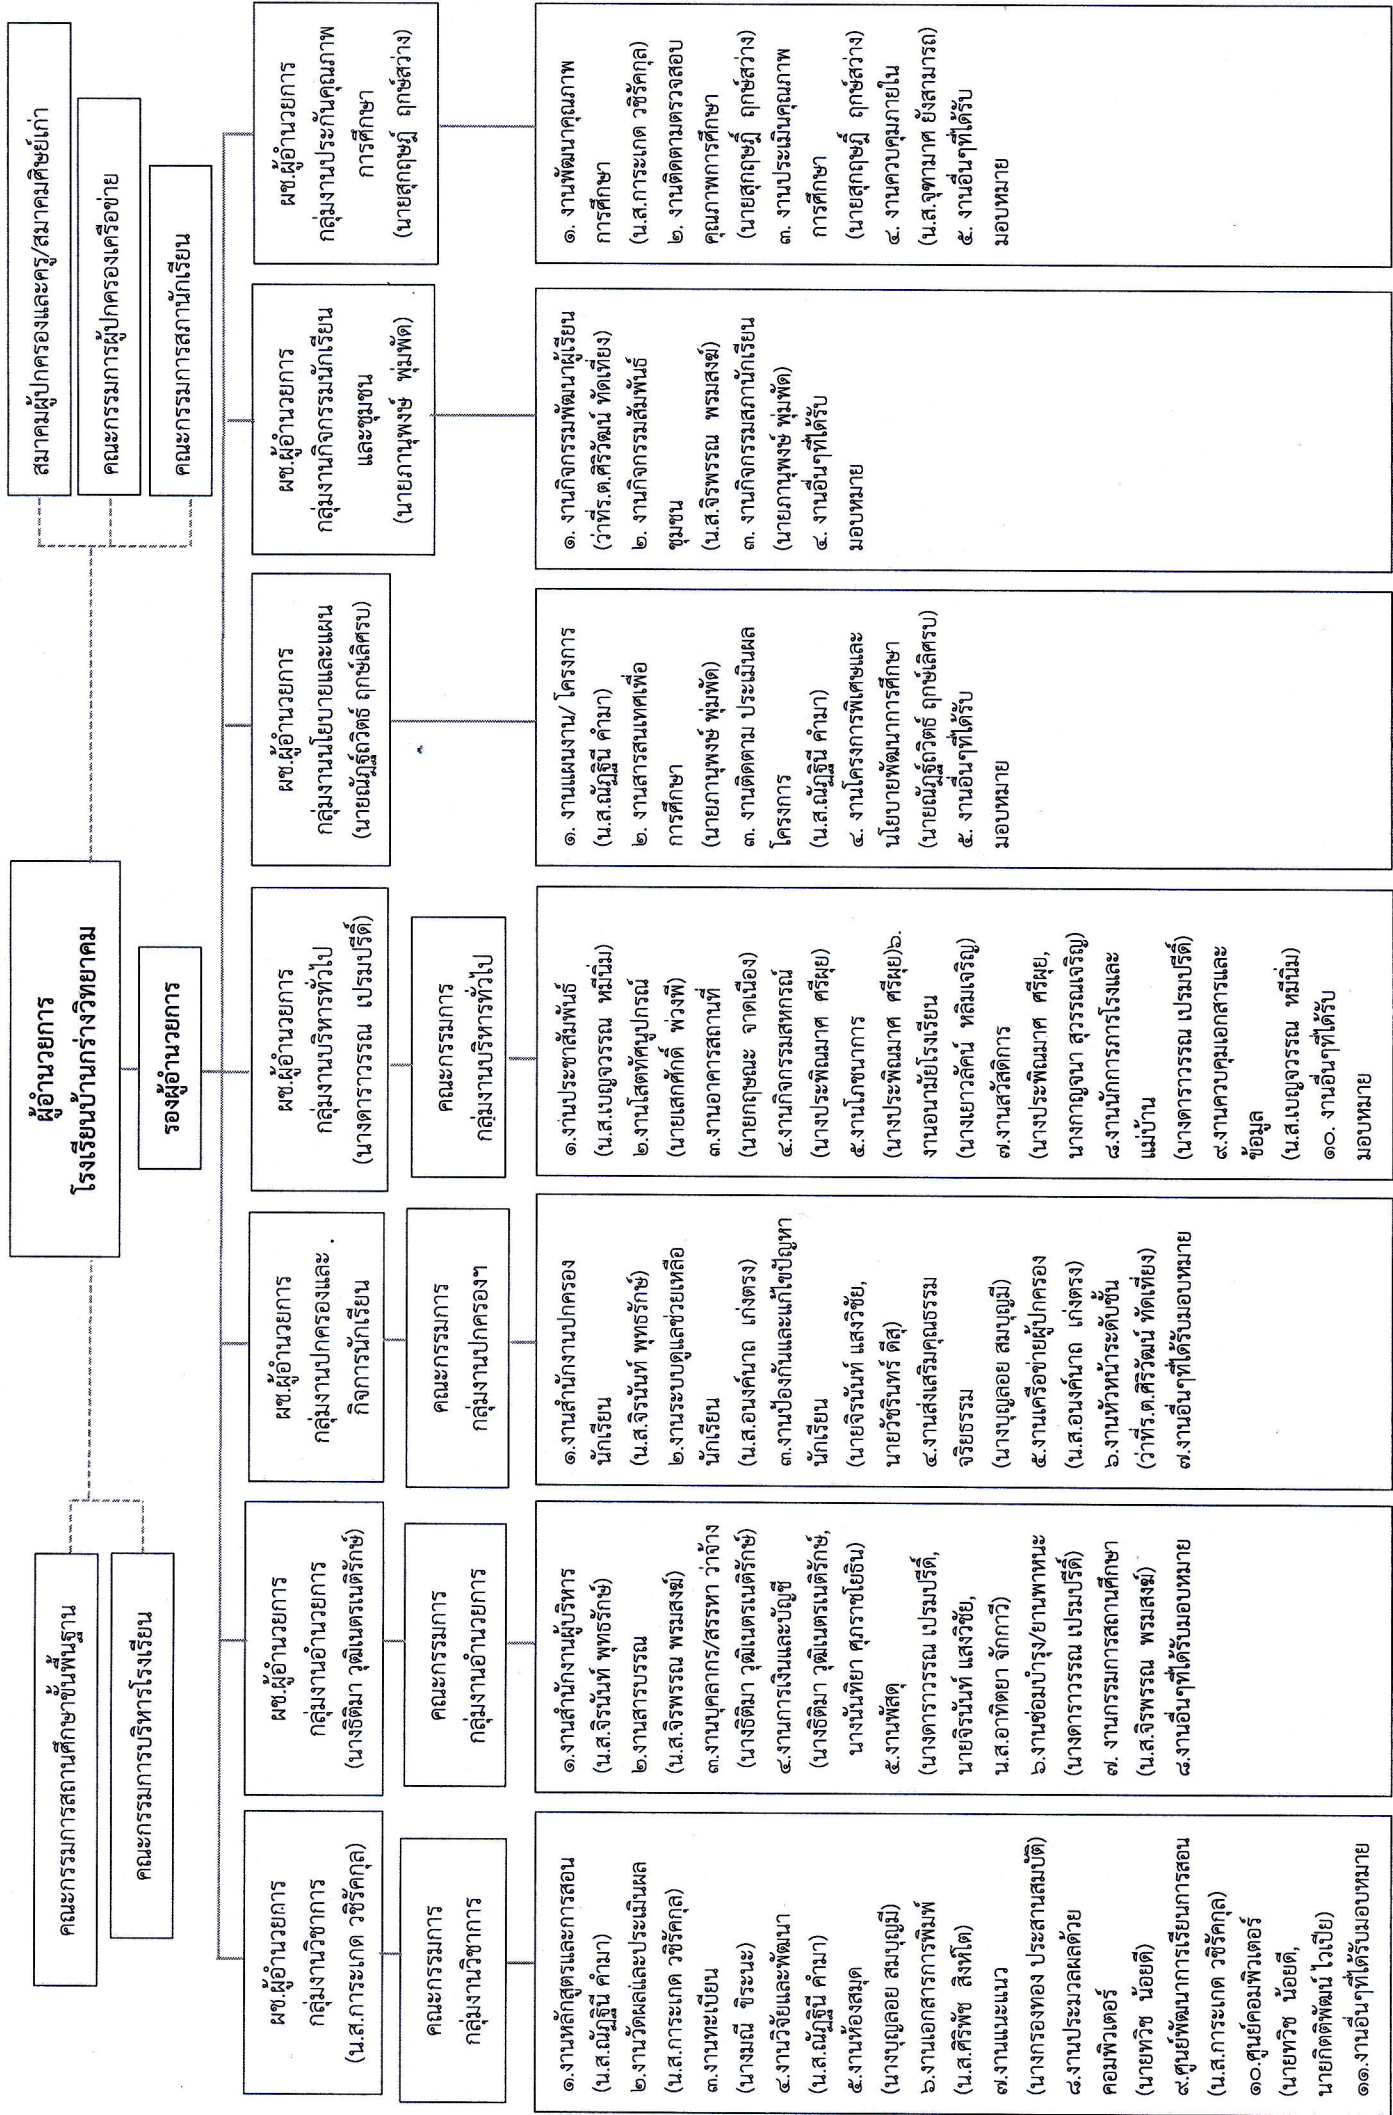 ผู้อำนวยการ
โรงเรียนบ้านกร่างวิทยาคม
รองผู้อำนวยการ
คณะกรรมการสถานศึกษาขั้นพื้นฐาน
คณะกรรมการบริหารโรงเรียน
สมาคมผู้ปกครองและครู/สมาคมศิษย์เก่า
คณะกรรมการผู้ปกครองเครือข่าย
คณะกรรมการสภานักเรียน
ผช.ผู้อำนวยการ
กลุ่มงานวิชาการ
(น.ส.การะเกด วชิรัคกุล)
คณะกรรมการ
กลุ่มงานวิชาการ
๑.งานหลักสูตรและการสอน
(น.ส.ณัฏฐินี คำมา)
๒.งานวัดผลและประเมินผล
(น.ส.การะเกด วชิรัคกุล)
๓.งานทะเบียน
(นางมณี ขิระนะ)
๔.งานวิจัยและพัฒนา
(น.ส.ณัฏฐินี คำมา)
๕.งานห้องสมุด
(นางบุญลอย สมบุญมี)
๖.งานเอกสารการพิมพ์
(น.ส.ศิริพัช สิงห์โต)
๗.งานแนะแนว
(นางกรองทอง ประสานสมบัติ)
๘.งานประมวลผลด้วย
คอมพิวเตอร์
(นายทวิช น้อยดี)
๙.ศูนย์พัฒนาการเรียนการสอน
(น.ส.การะเกด วชิรัคกุล)
๑๐.ศูนย์คอมพิวเตอร์
(นายทวิช น้อยดี,
นายกิตติพัฒน์ ไวเปีย)
๑๑.งานอื่นๆที่ได้รับมอบหมาย
ผช.ผู้อำนวยการ
กลุ่มงานอำนวยการ
(นางธิติมา วุฒิเนตรเนติรักษ์)
คณะกรรมการ
กลุ่มงานอำนวยการ
๑.งานสำนักงานผู้บริหาร
(น.ส.จิรนันท์ พุทธรักษ์)
๒.งานสารบรรณ
(น.ส.จิรพรรณ พรมสงฆ์)
๓.งานบุคลากร/สรรหา ว่าจ้าง
(นางธิติมา วุฒิเนตรเนติรักษ์)
๔.งานการเงินและบัญชี
(นางธิติมา วุฒิเนตรเนติรักษ์,
นางนันทิยา ศุภราชโยธิน)
๕.งานพัสดุ
(นางดาราวรรณ เปรมปรีดิ์,
นายจิรนันท์ แสงวิชัย,
น.ส.อาทิตยา จักกาวี)
๖.งานซ่อมบำรุง/ยานพาหนะ
(นางดาราวรรณ เปรมปรีดิ์)
๗. งานกรรมการสถานศึกษา
(น.ส.จิรพรรณ พรมสงฆ์)
๘.งานอื่นๆที่ได้รับมอบหมาย
ผช.ผู้อำนวยการ
กลุ่มงานปกครองและ .
กิจการนักเรียน
คณะกรรมการ
กลุ่มงานปกครองฯ
๑.งานสำนักงานปกครอง
นักเรียน
(น.ส.จิรนันท์ พุทธรักษ์)
๒.งานระบบดูแลช่วยเหลือ
นักเรียน
(น.ส.อนงค์นาถ เก่งตรง)
๓.งานป้องกันและแก้ไขปัญหา
นักเรียน
(นายจิรนันท์ แสงวิชัย,
นายวัชรินทร์ ดีสุ)
๔.งานส่งเสริมคุณธรรม
จริยธรรม
(นางบุญลอย สมบุญมี)
๕.งานเครือข่ายผู้ปกครอง
(น.ส.อนงค์นาถ เก่งตรง)
๖.งานหัวหน้าระดับชั้น
(ว่าที่ร.ต.ศิริวัฒน์ ทัดเที่ยง)
๗.งานอื่นๆที่ได้รับมอบหมาย
ผช.ผู้อำนวยการ
กลุ่มงานบริหารทั่วไป
(นางดาราวรรณ เปรมปรีดิ์)
คณะกรรมการ
กลุ่มงานบริหารทั่วไป
๑.งานประชาสัมพันธ์
(น.ส.เบญจวรรณ หมีนิ่ม)
๒.งานโสตทัศนูปกรณ์
(นายเสกศักดิ์ พ่วงพี)
๓.งานอาคารสถานที่
(นายกฤษณะ จาดเนือง)
๔.งานกิจกรรมสหกรณ์
(นางประพิณมาศ ศรีผุย)
๕.งานโภชนาการ
(นางประพิณมาศ ศรีผุย)๖.
งานอนามัยโรงเรียน
(นางเยาวลัคน์ หลิมเจริญ)
๗.งานสวัสดิการ
(นางประพิณมาศ ศรีผุย,
นางกาญจนา สุวรรณเจริญ)
๘.งานนักการภารโรงและ
แม่บ้าน
(นางดาราวรรณ เปรมปรีดิ์)
๙.งานควบคุมเอกสารและ
ข้อมูล
(น.ส.เบญจวรรณ หมีนิ่ม)
๑๐. งานอื่นๆที่ได้รับ
มอบหมาย
ผช.ผู้อำนวยการ
กลุ่มงานนโยบายและแผน
(นายณัฏฐ์ถวิตธ์ ฤกษ์เลิศรบ)
๑. งานแผนงาน/ โครงการ
(น.ส.ณัฏฐินี คำมา)
๒. งานสารสนเทศเพื่อ
การศึกษา
(นายภานุพงษ์ พุ่มพัด)
๓. งานติดตาม ประเมินผล
โครงการ
(น.ส.ณัฏฐินี คำมา)
๔. งานโครงการพิเศษและ
นโยบายพัฒนาการศึกษา
(นายณัฏฐ์ถวิตธ์ ฤกษ์เลิศรบ)
๕. งานอื่นๆที่ได้รับ
มอบหมาย
ผช.ผู้อำนวยการ
กลุ่มงานกิจกรรมนักเรียน
และชุมชน
(นายภานุพงษ์ พุ่มพัด)
๑. งานกิจกรรมพัฒนาผู้เรียน
(ว่าที่ร.ต.ศิริวัฒน์ ทัดเที่ยง)
๒. งานกิจกรรมสัมพันธ์
ชุมชน
(น.ส.จิรพรรณ พรมสงฆ์)
๓. งานกิจกรรมสภานักเรียน
(นายภานุพงษ์ พุ่มพัด)
๔. งานอื่นๆที่ได้รับ
มอบหมาย
ผช.ผู้อำนวยการ
กลุ่มงานประกันคุณภาพ
การศึกษา
(นายสุกฤษฎิ์ ฤกษ์สว่าง)
๑. งานพัฒนาคุณภาพ
การศึกษา
(น.ส.การะเกด วชิรัคกุล)
๒. งานติดตามตรวจสอบ
คุณภาพการศึกษา
(นายสุกฤษฎิ์ ฤกษ์สว่าง)
๓. งานประเมินคุณภาพ
การศึกษา
(นายสุกฤษฎิ์ ฤกษ์สว่าง)
๔. งานควบคุมภายใน
(น.ส.จุฑามาศ ยังสามารถ)
๕. งานอื่นๆที่ได้รับ
มอบหมาย